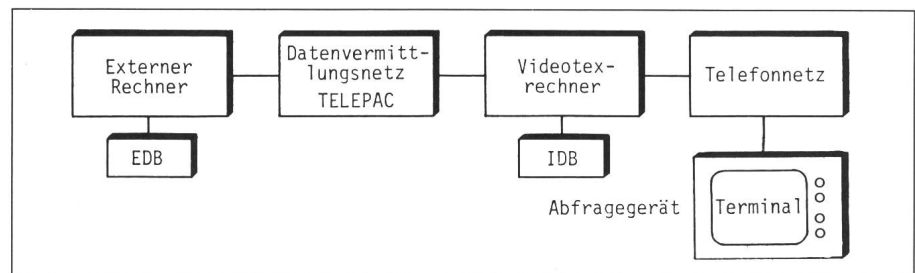 Externer
Rechner
Datenvermitt-
lungsnetz
TELEPAC
Videotex-
rechner
Telefonnetz
EDB
IDB
Abfragegerät
Terminal